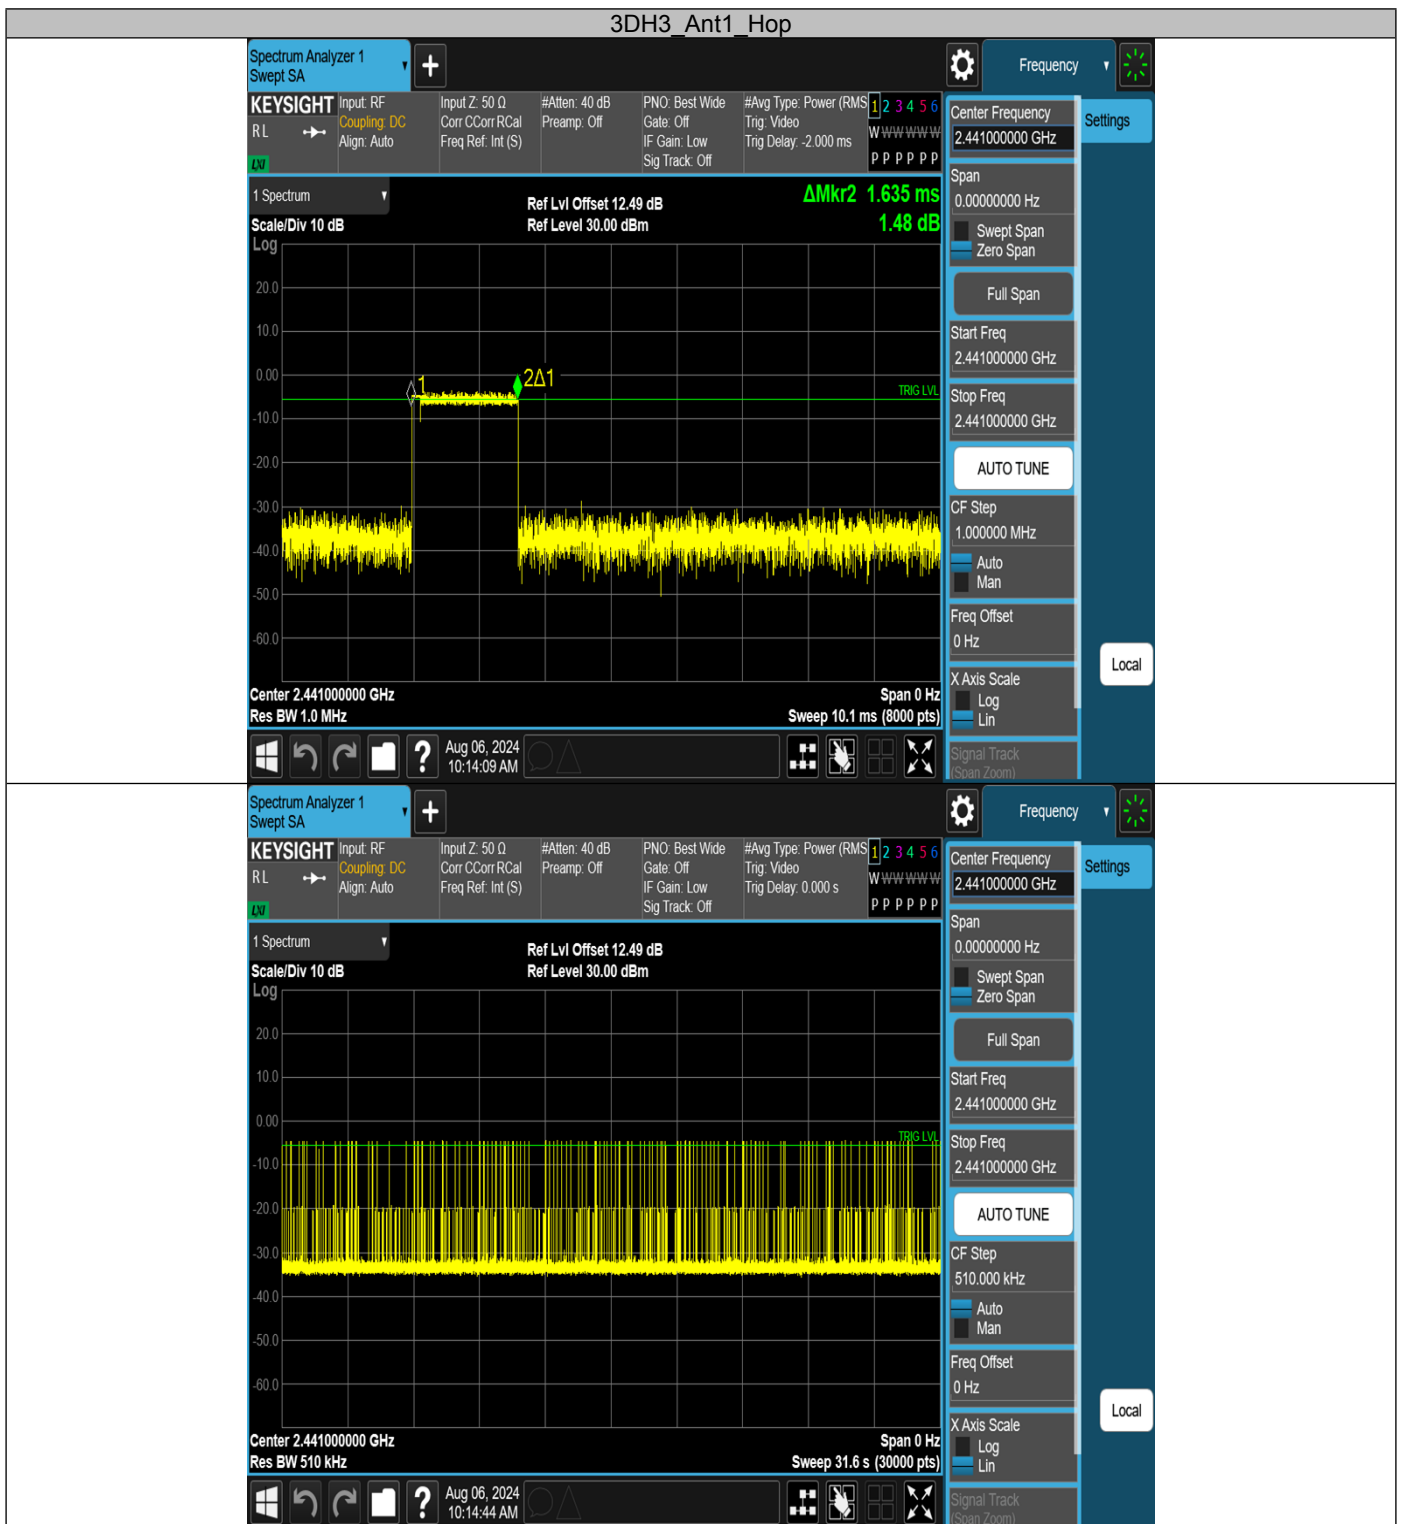 3DH3_Ant1_Hop
Spectrum Analyzer 1
Swept SA
+
Frequency
KEYSIGHT
RL
LXI
Input: RF
Coupling: DC
Align: Auto
Input Z: 50 Ω
Corr CCorr RCal
Freq Ref: Int (S)
#Atten: 40 dB
Preamp: Off
PNO: Best Wide
Gate: Off
IF Gain: Low
Sig Track: Off
#Avg Type: Power (RMS
Trig: Video
Trig Delay: -2.000 ms
1 2 3 4 5 6
W W W W W W
P P P P P P
Center Frequency
2.441000000 GHz
Settings
Span
0.00000000 Hz
Swept Span
Zero Span
Full Span
Start Freq
2.441000000 GHz
Stop Freq
2.441000000 GHz
AUTO TUNE
CF Step
1.000000 MHz
Auto
Man
Freq Offset
0 Hz
X Axis Scale
Log
Lin
Signal Track
(Span Zoom)
Local
1 Spectrum
Scale/Div 10 dB
Log
Ref Lvl Offset 12.49 dB
Ref Level 30.00 dBm
ΔMkr2 1.635 ms
1.48 dB
20.0
10.0
0.00
-10.0
-20.0
-30.0
-40.0
-50.0
-60.0
1
2Δ1
TRIG LVL
Center 2.441000000 GHz
Res BW 1.0 MHz
Span 0 Hz
Sweep 10.1 ms (8000 pts)
?
Aug 06, 2024
10:14:09 AM
Spectrum Analyzer 1
Swept SA
+
Frequency
KEYSIGHT
RL
LXI
Input: RF
Coupling: DC
Align: Auto
Input Z: 50 Ω
Corr CCorr RCal
Freq Ref: Int (S)
#Atten: 40 dB
Preamp: Off
PNO: Best Wide
Gate: Off
IF Gain: Low
Sig Track: Off
#Avg Type: Power (RMS
Trig: Video
Trig Delay: 0.000 s
1 2 3 4 5 6
W W W W W W
P P P P P P
Center Frequency
2.441000000 GHz
Settings
Span
0.00000000 Hz
Swept Span
Zero Span
Full Span
Start Freq
2.441000000 GHz
Stop Freq
2.441000000 GHz
AUTO TUNE
CF Step
510.000 kHz
Auto
Man
Freq Offset
0 Hz
X Axis Scale
Log
Lin
Signal Track
(Span Zoom)
Local
1 Spectrum
Scale/Div 10 dB
Log
Ref Lvl Offset 12.49 dB
Ref Level 30.00 dBm
20.0
10.0
0.00
-10.0
-20.0
-30.0
-40.0
-50.0
-60.0
TRIG LVL
Center 2.441000000 GHz
Res BW 510 kHz
Span 0 Hz
Sweep 31.6 s (30000 pts)
?
Aug 06, 2024
10:14:44 AM